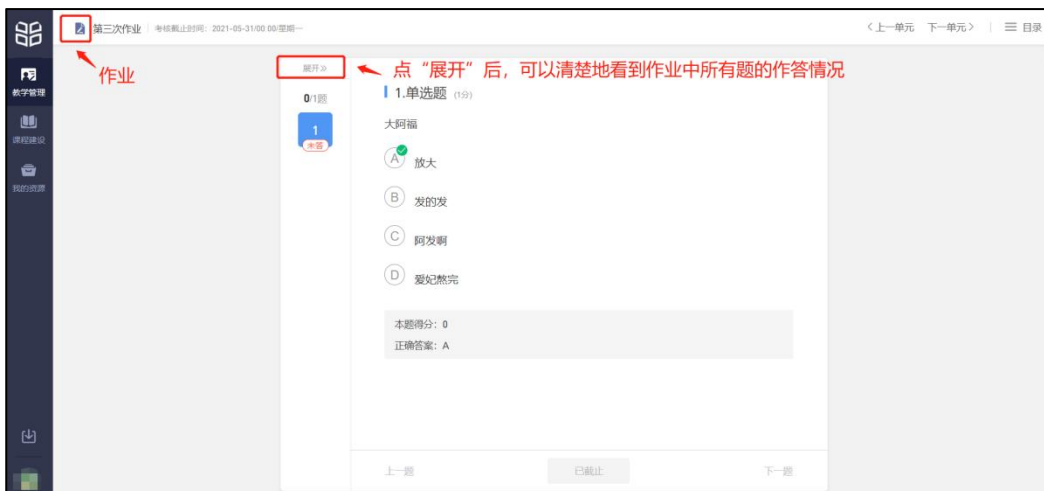 第三次作业 考核截止时间：2021-05-31/00:00/星期一
<上一单元 下一单元> 目录
作业
展开»
点“展开”后，可以清楚地看到作业中所有题的作答情况
教学管理
课程建设
我的资源
0/1题
1
未答
1.单选题 (1分)
大阿福
A 放大
B 发的发
C 阿发啊
D 爱妃熬完
本题得分：0
正确答案：A
上一题 已截止 下一题